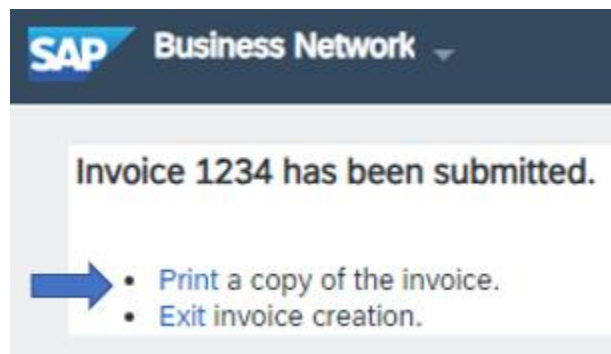 SAP Business Network
Invoice 1234 has been submitted.
• Print a copy of the invoice.
• Exit invoice creation.